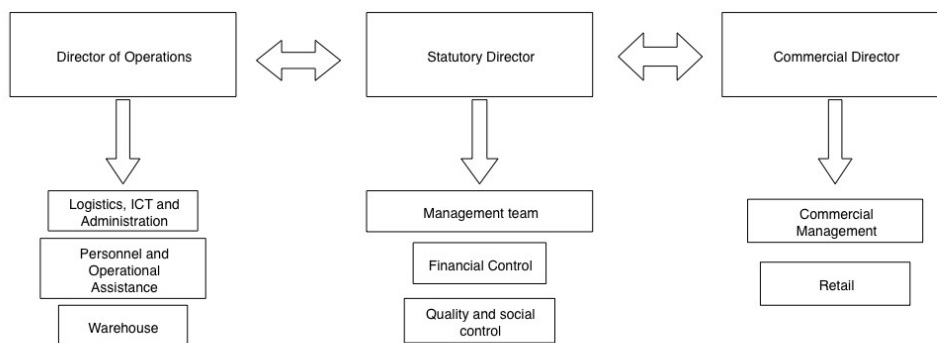 Director of Operations
Statutory Director
Commercial Director
Logistics, ICT and
Administration
Personnel and
Operational
Assistance
Warehouse
Management team
Financial Control
Quality and social
control
Commercial
Management
Retail